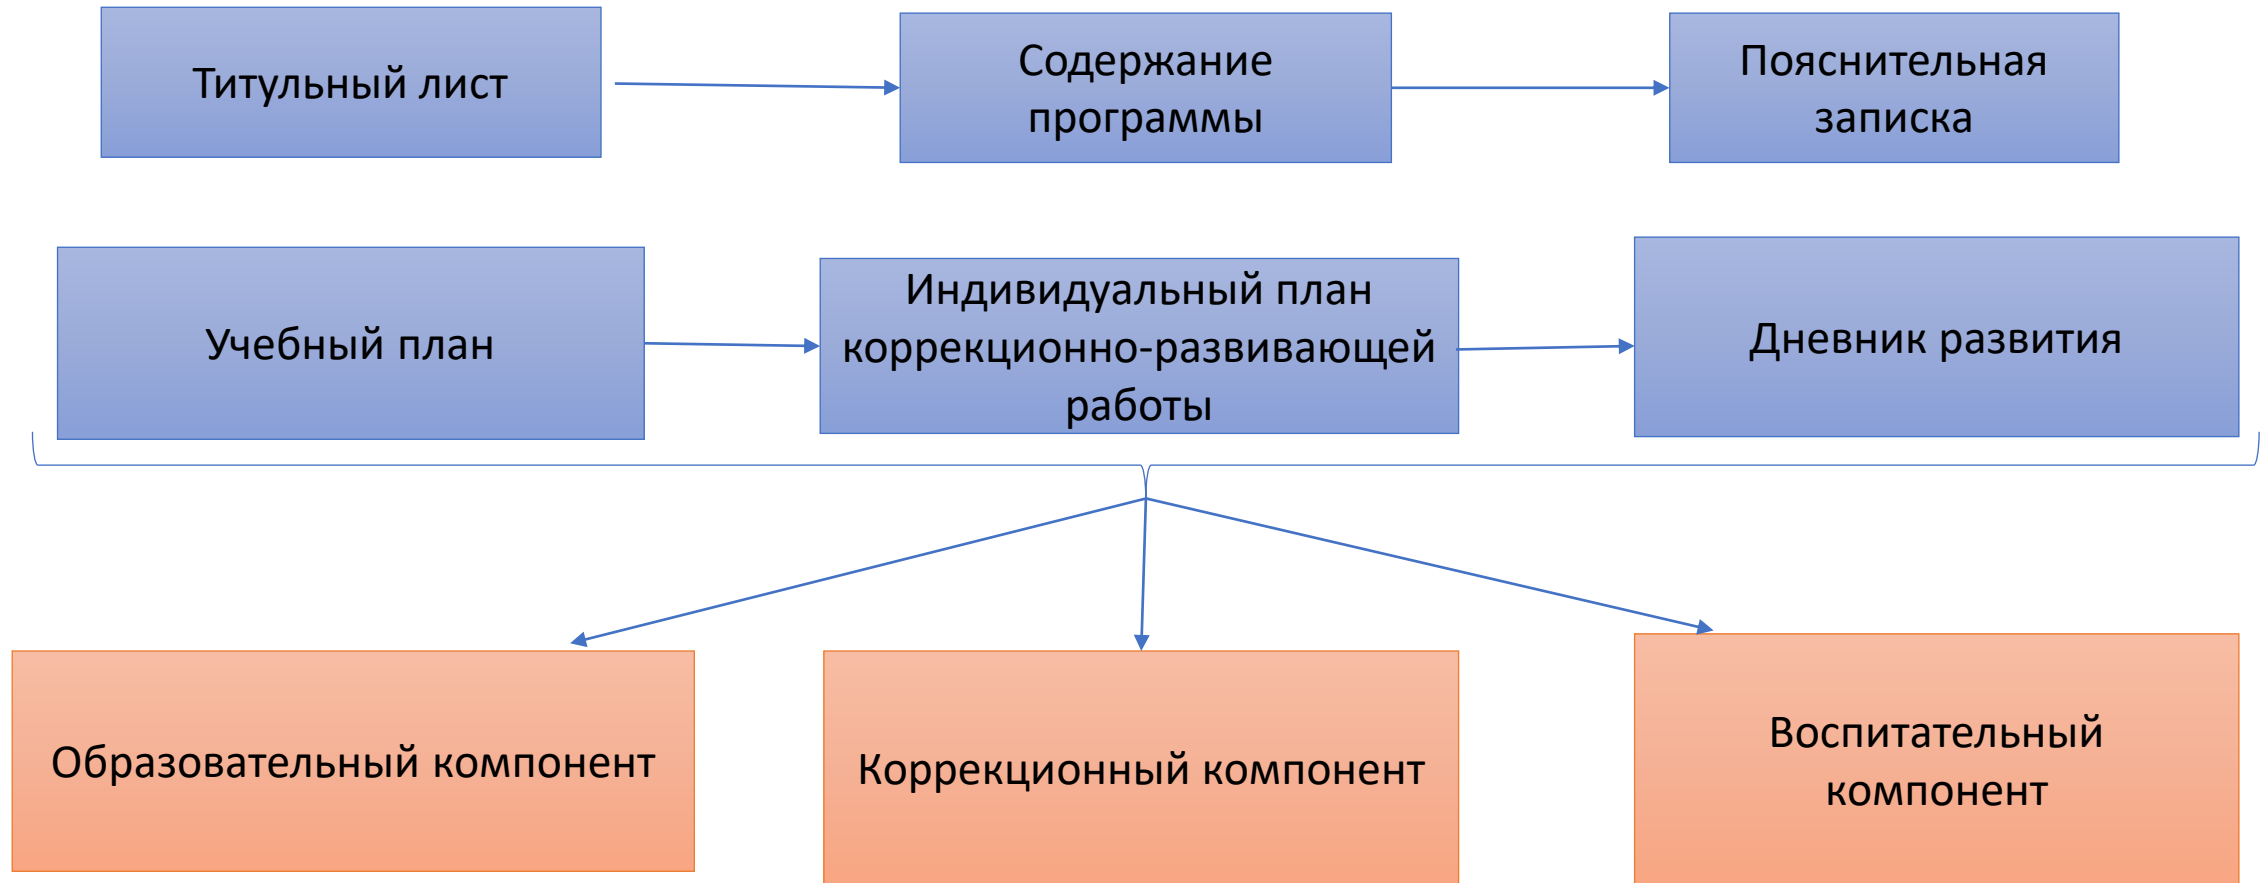 Титульный лист
Содержание
программы
Пояснительная
записка
Учебный план
Индивидуальный план
коррекционно-развивающей
работы
Дневник развития
Образовательный компонент
Коррекционный компонент
Воспитательный
компонент